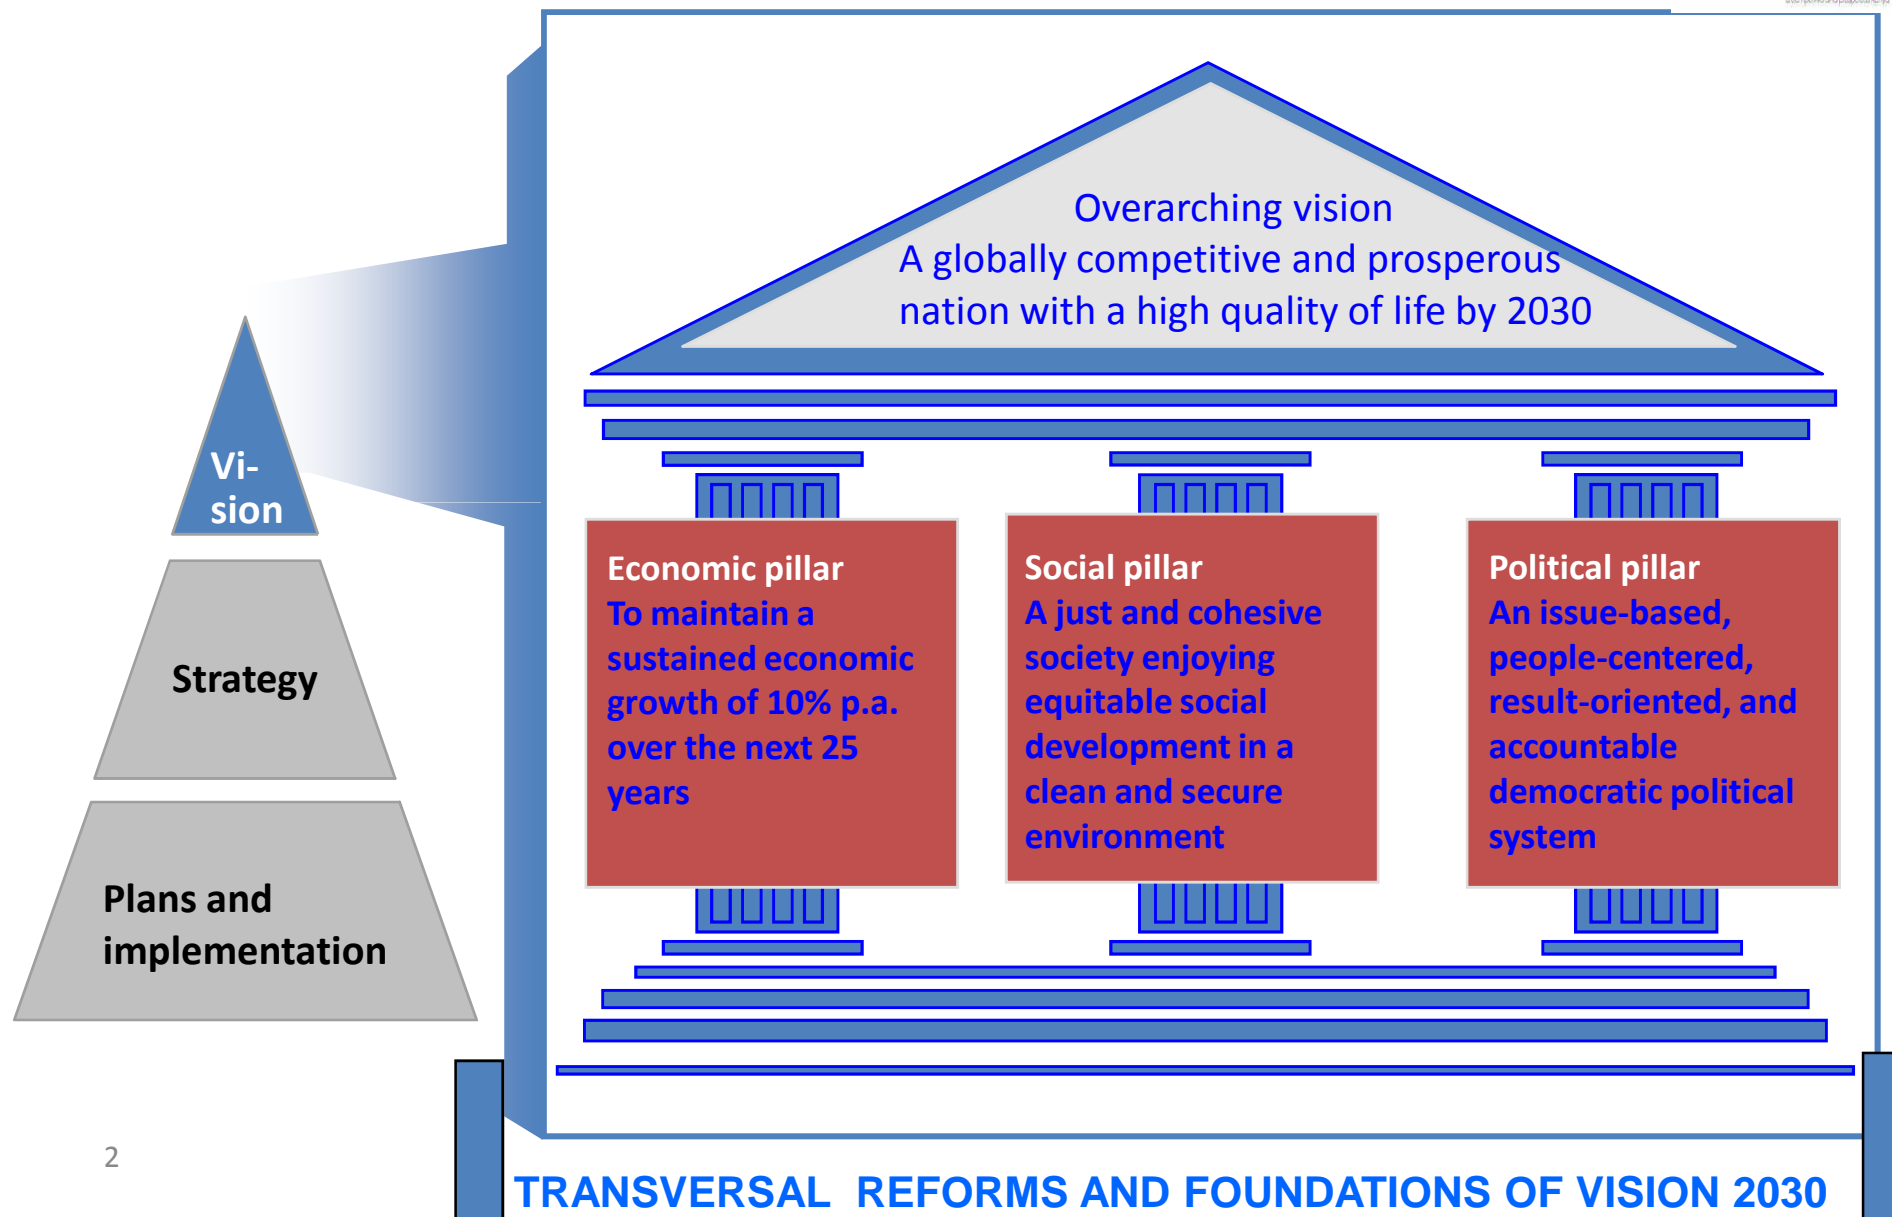 Overarching vision
A globally competitive and prosperous
nation with a high quality of life by 2030
Vi-
sion
Strategy
Plans and
implementation
Economic pillar
To maintain a
sustained economic
growth of 10% p.a.
over the next 25
years
Social pillar
A just and cohesive
society enjoying
equitable social
development in a
clean and secure
environment
Political pillar
An issue-based,
people-centered,
result-oriented, and
accountable
democratic political
system
2
TRANSVERSAL REFORMS AND FOUNDATIONS OF VISION 2030